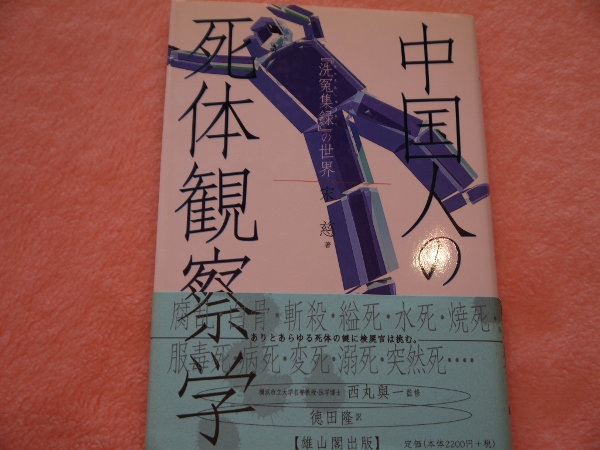 中国人の
死体観察学
『洗冤集録』の世界
宋慈 著
腐乱・白骨・斬殺・縊死・水死・焼死・
ありとあらゆる死体の謎に検屍官は挑む。
服毒死・病死・変死・溺死・突然死・・・・
横浜市立大学名誉教授・医学博士 西丸與一 監修
徳田隆 訳
【雄山閣出版】
定価(本体2200円+税)